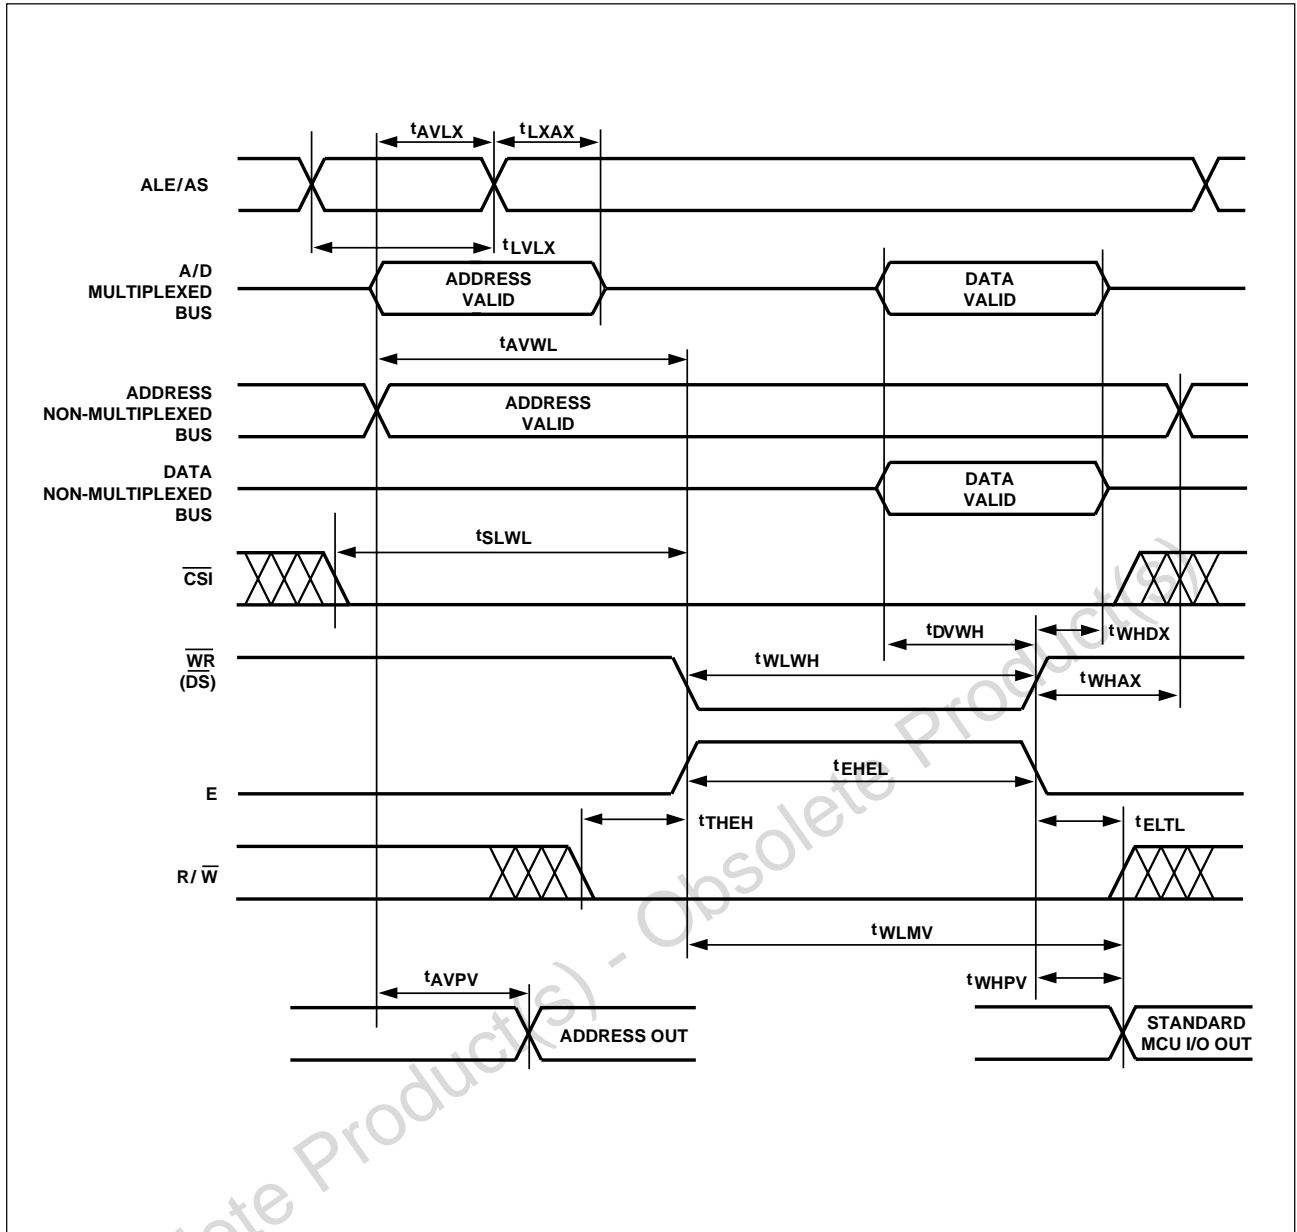 tAVLX tLXAX
ALE/AS
tLVLX
A/D
MULTIPLEXED
BUS
ADDRESS
VALID
DATA
VALID
tAVWL
ADDRESS
NON-MULTIPLEXED
BUS
ADDRESS
VALID
DATA
NON-MULTIPLEXED
BUS
DATA
VALID
tSLWL
CSI
tDVWH tWHDX
WR
(DS)
tWLWH
tWHAX
tEHEL
E
tTHEH tELTL
R/W
tWLMV
tAVPV tWHPV
ADDRESS OUT
STANDARD
MCU I/O OUT
lete Product(s) - Obsolete Product(s)